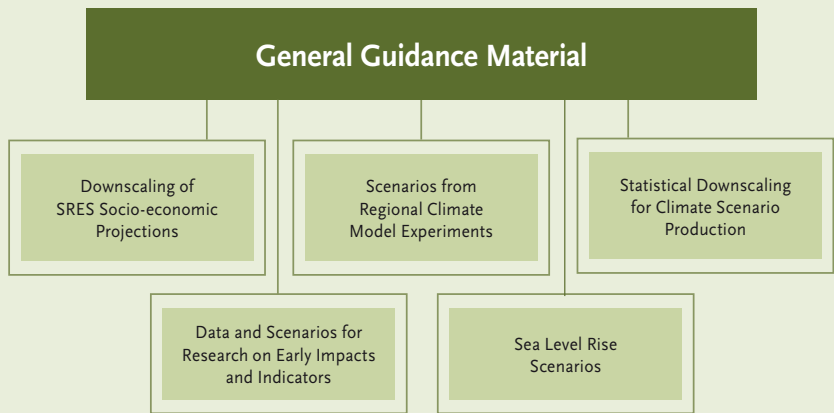 General Guidance Material
Downscaling of
SRES Socio-economic
Projections
Scenarios from
Regional Climate
Model Experiments
Statistical Downscaling
for Climate Scenario
Production
Data and Scenarios for
Research on Early Impacts
and Indicators
Sea Level Rise
Scenarios